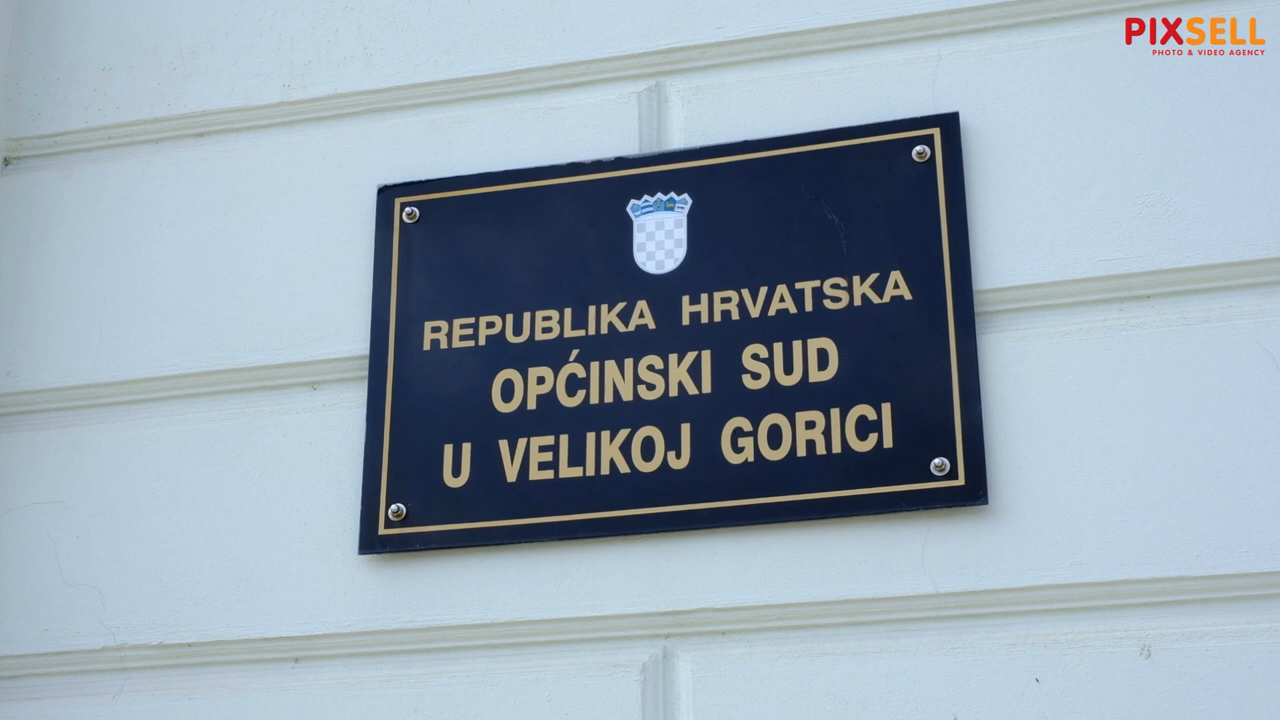 PIXSELL
PHOTO & VIDEO AGENCY
REPUBLIKA HRVATSKA
OPĆINSKI SUD
U VELIKOJ GORICI